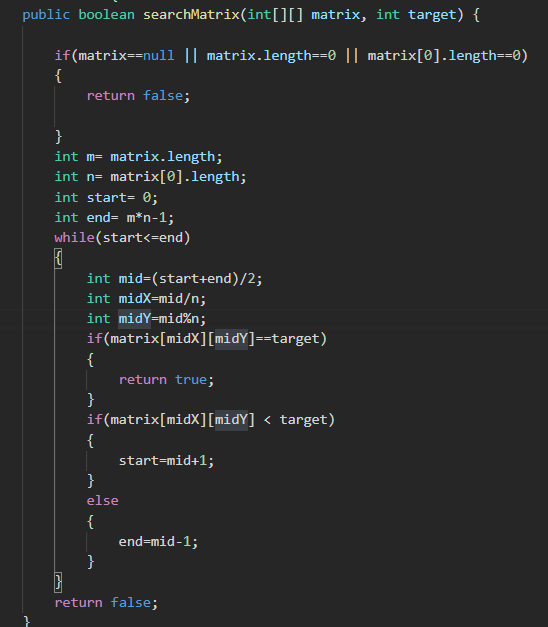 public boolean searchMatrix(int[][] matrix, int target) {
if(matrix==null || matrix.length==0 || matrix[0].length==0)
{
return false;
}
int m= matrix.length;
int n= matrix[0].length;
int start= 0;
int end= m*n-1;
while(start<=end)
{
int mid=(start+end)/2;
int midX=mid/n;
int midY=mid%n;
if(matrix[midX][midY]==target)
{
return true;
}
if(matrix[midX][midY] < target)
{
start=mid+1;
}
else
{
end=mid-1;
}
}
return false;
}